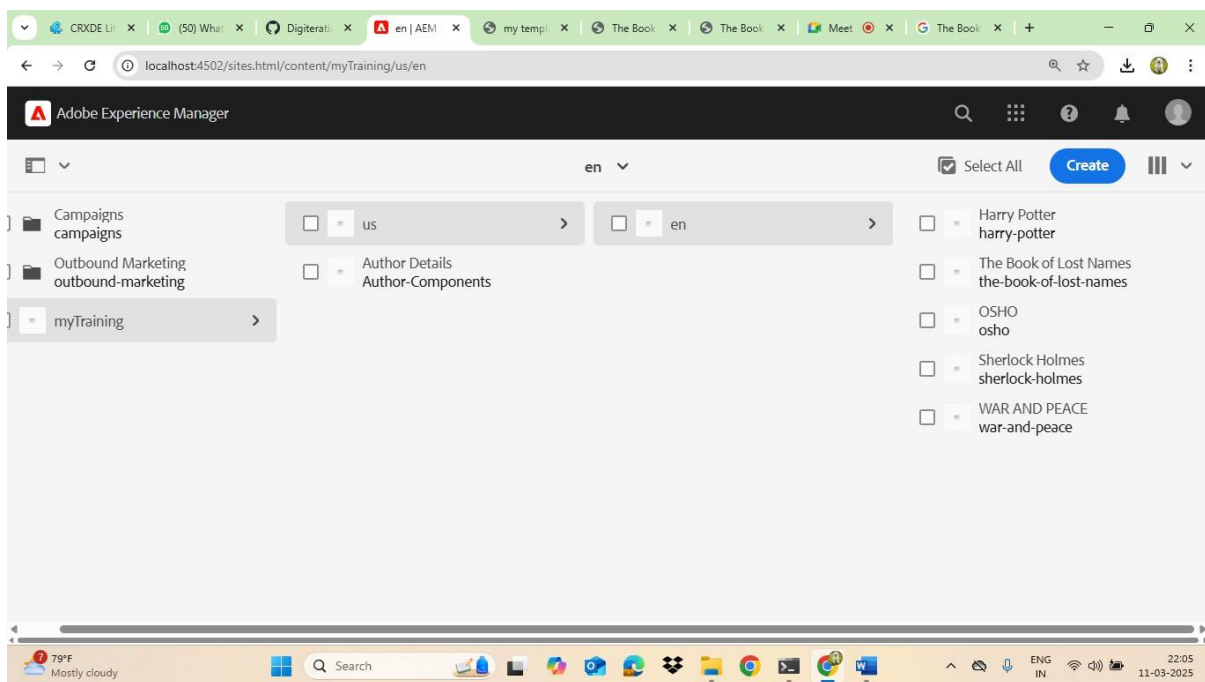 CRXDE Lit
(50) What
Digiterati
en | AEM
my templ
The Book
The Book
Meet
The Book
localhost:4502/sites.html/content/myTraining/us/en
Adobe Experience Manager
en
Select All
Create
Campaigns
campaigns
Outbound Marketing
outbound-marketing
myTraining
us
Author Details
Author-Components
en
Harry Potter
harry-potter
The Book of Lost Names
the-book-of-lost-names
OSHO
osho
Sherlock Holmes
sherlock-holmes
WAR AND PEACE
war-and-peace
7
79°F
Mostly cloudy
Search
ENG
IN
22:05
11-03-2025